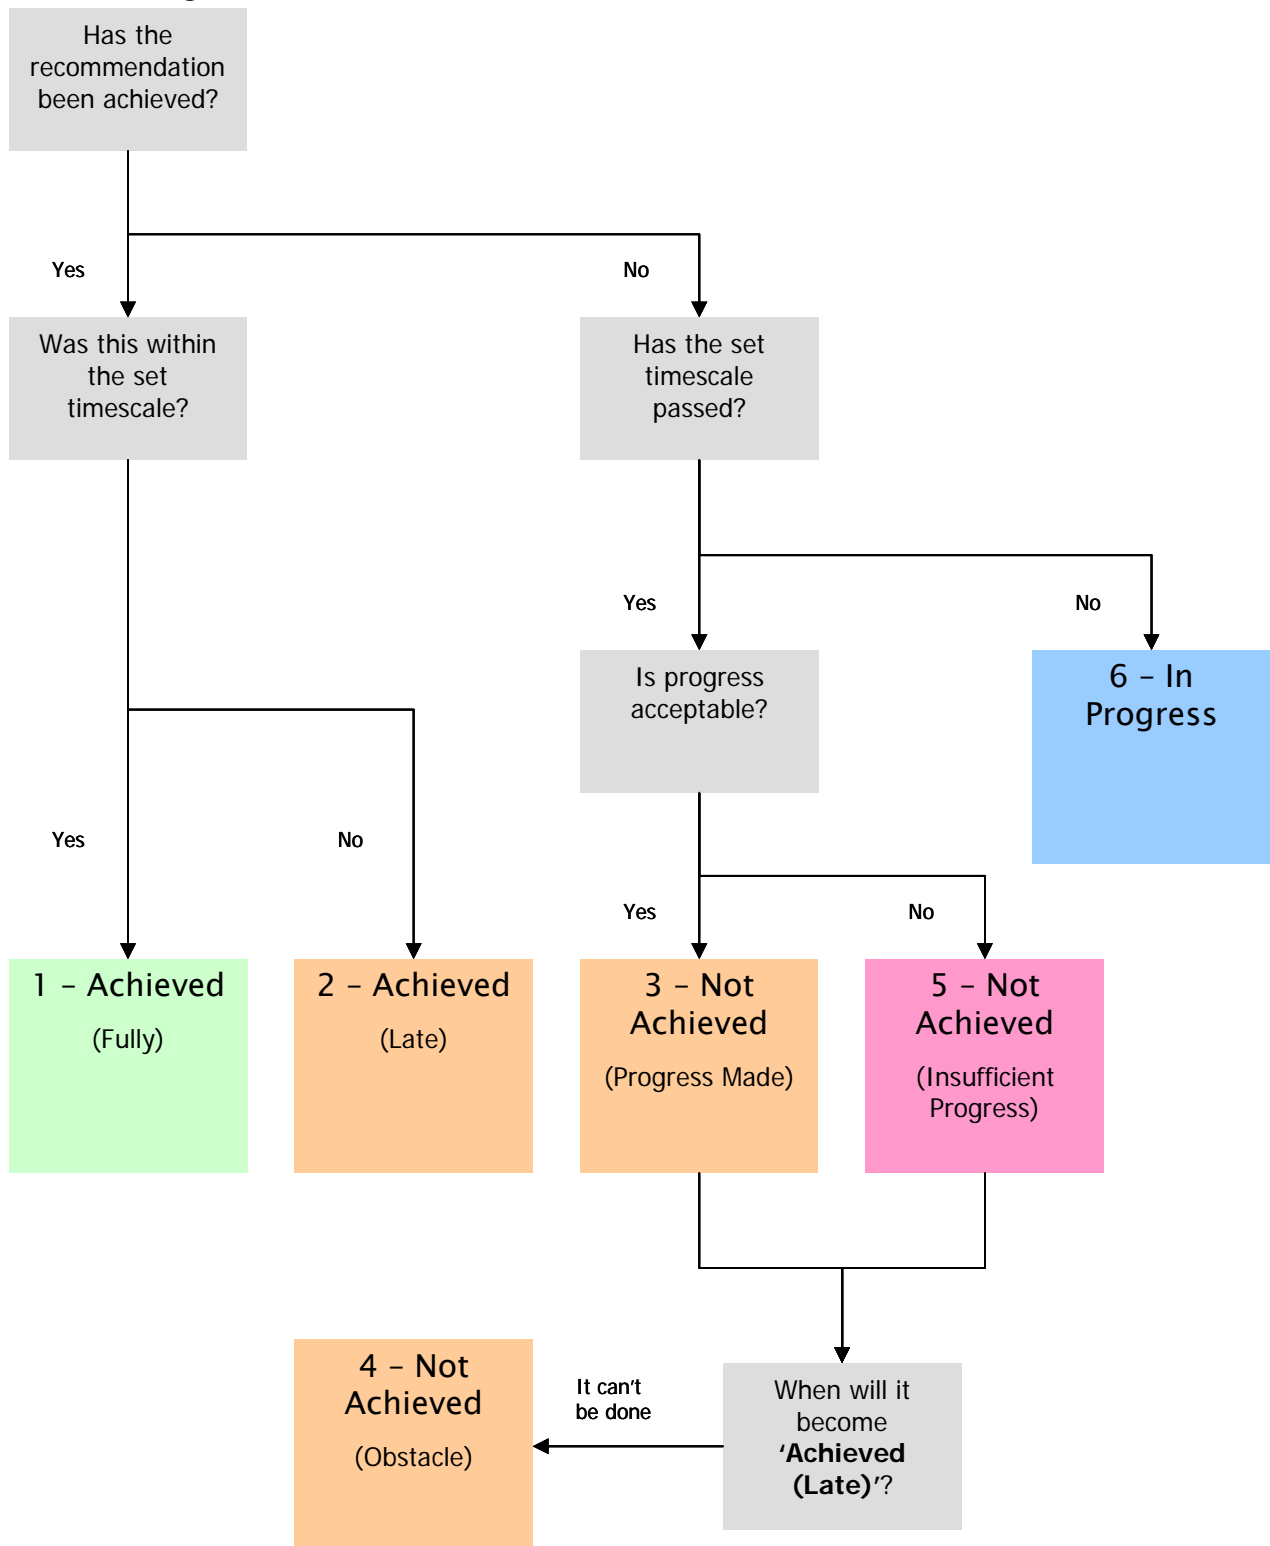 Has the
recommendation
been achieved?
Yes
No
Was this within
the set
timescale?
Has the set
timescale
passed?
Yes
No
Is progress
acceptable?
6 – In
Progress
Yes
No
Yes
No
1 – Achieved
(Fully)
2 – Achieved
(Late)
3 – Not
Achieved
(Progress Made)
5 – Not
Achieved
(Insufficient
Progress)
4 – Not
Achieved
(Obstacle)
It can't
be done
When will it
become
‘Achieved
(Late)’?